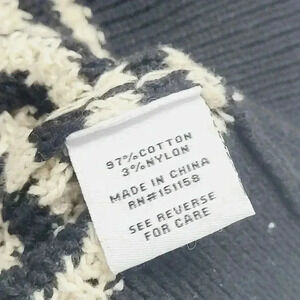 97%COTTON
3%NYLON
MADE IN CHINA
RN#151158
SEE REVERSE
FOR CARE